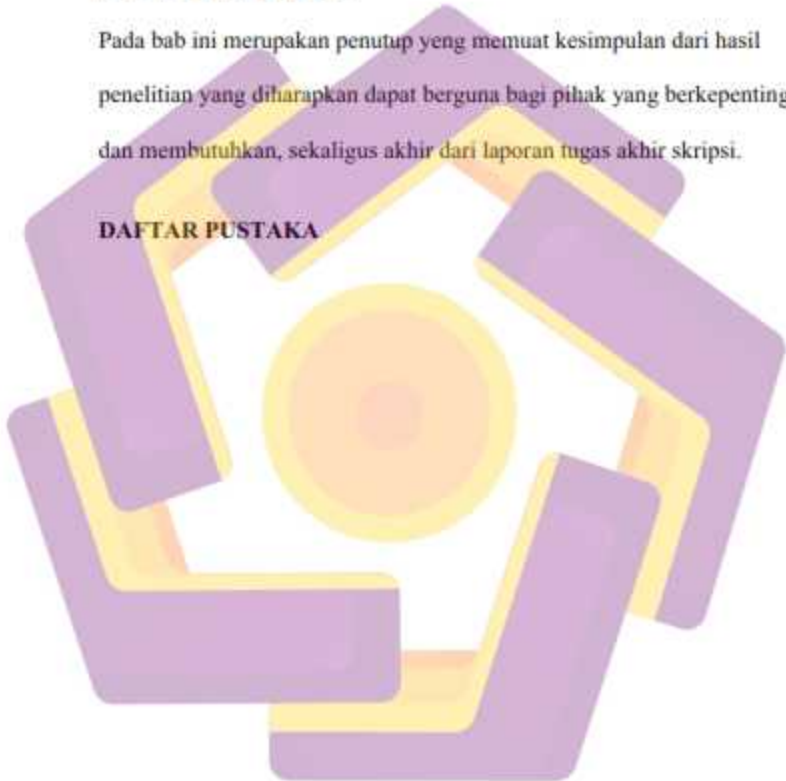 Pada bab ini merupakan penutup yeng memuat kesimpulan dari hasil
penelitian yang diharapkan dapat berguna bagi pihak yang
dan membutuhkan, sekaligus akhir dari laporan tugas akhir skripsi.
DAFTAR PUSTAKA